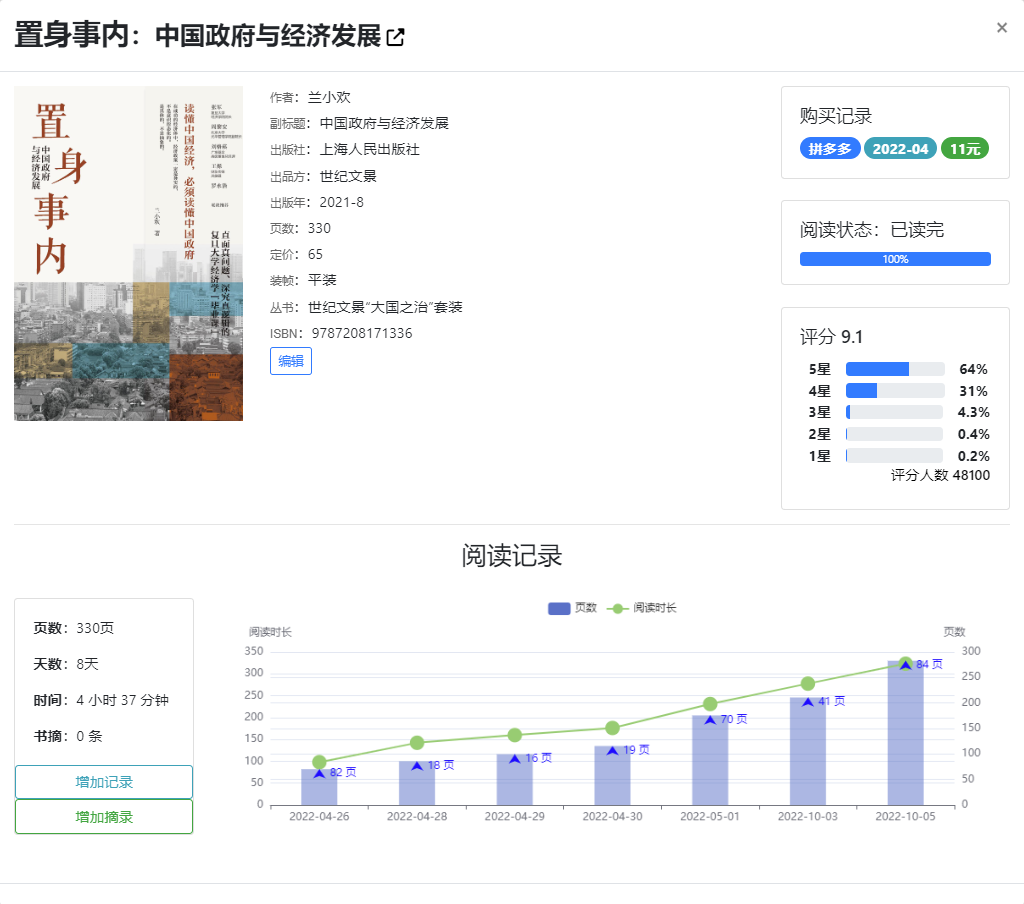 置身事内：中国政府与经济发展
×
置身事内
中国政府
与经济发展
兰小欢 著
读懂中国经济，必须读懂中国政府
直面真问题、深究真逻辑的
复旦大学经济学『毕业课』
作者：兰小欢
副标题：中国政府与经济发展
出版社：上海人民出版社
出品方：世纪文景
出版年：2021-8
页数：330
定价：65
装帧：平装
丛书：世纪文景“大国之治”套装
ISBN：9787208171336
编辑
购买记录
拼多多 2022-04 11元
阅读状态：已读完
100%
评分 9.1
5星 64%
4星 31%
3星 4.3%
2星 0.4%
1星 0.2%
评分人数 48100
阅读记录
页数：330页
天数：8天
时间：4 小时 37 分钟
书摘：0 条
增加记录
增加摘录
页数 阅读时长
阅读时长 页数
350 300
300 250
250 200
200 150
150 100
100 50
50 0
0
82 页 18 页 16 页 19 页 70 页 41 页 84 页
2022-04-26 2022-04-28 2022-04-29 2022-04-30 2022-05-01 2022-10-03 2022-10-05